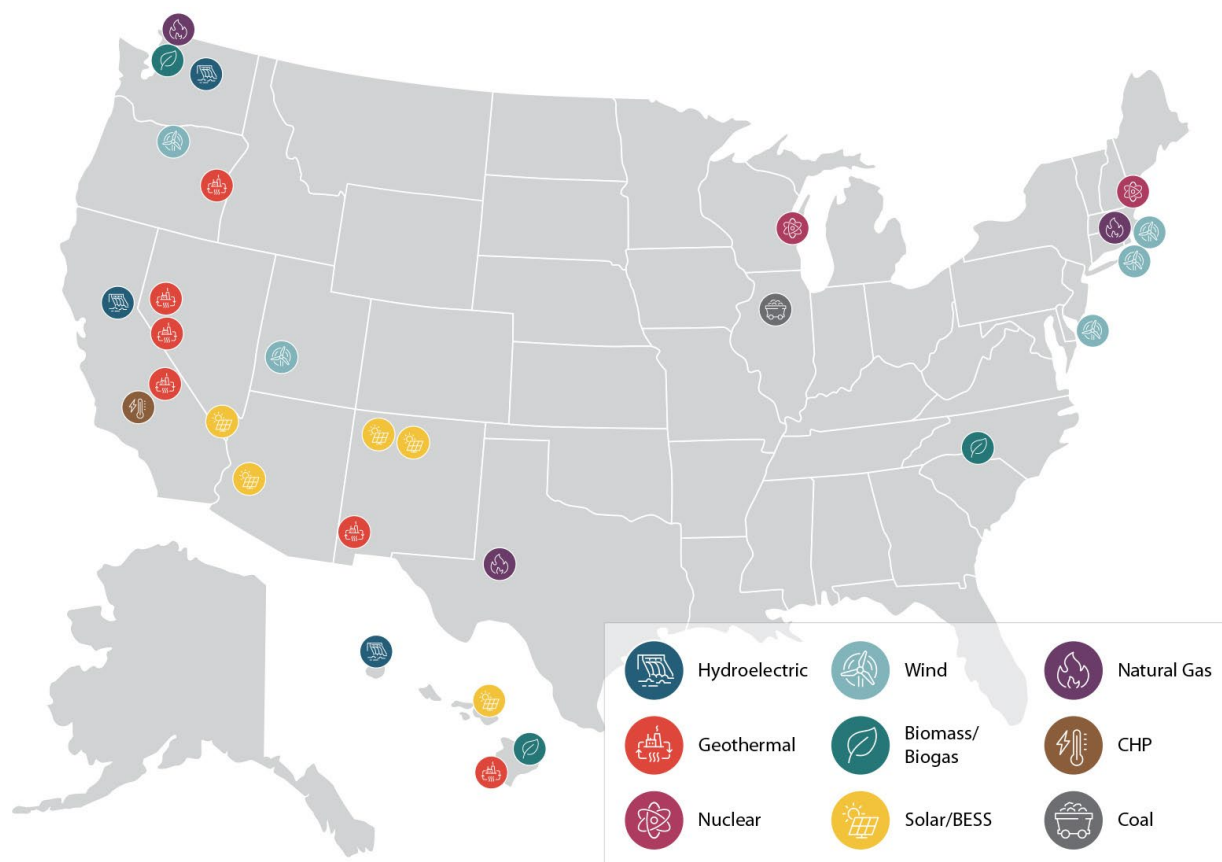 Hydroelectric
Wind
Natural Gas
Geothermal
Biomass/
Biogas
CHP
Nuclear
Solar/BESS
Coal